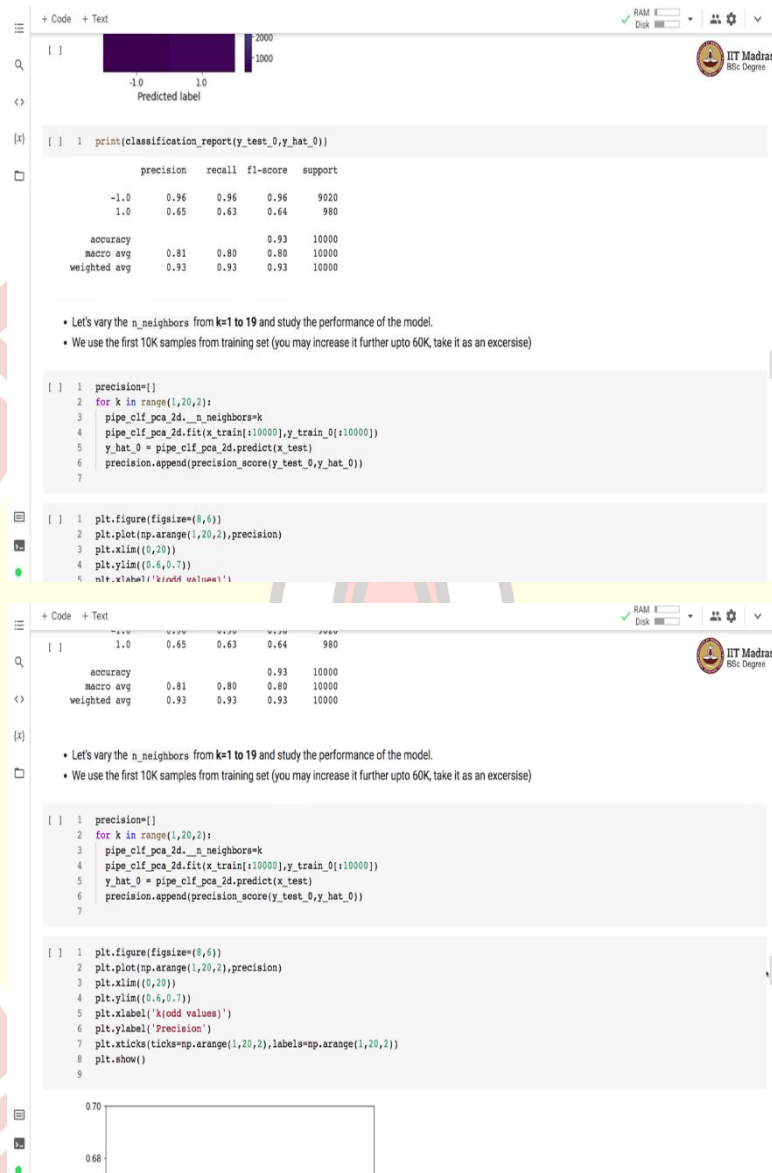 + Code + Text
RAM
Disk
IIT Madras
BSc Degree
[ ]
2000
1000
-1.0 1.0
Predicted label
[ ] 1 print(classification_report(y_test_0,y_hat_0))
precision recall f1-score support
-1.0 0.96 0.96 0.96 9020
1.0 0.65 0.63 0.64 980
accuracy 0.93 10000
macro avg 0.81 0.80 0.80 10000
weighted avg 0.93 0.93 0.93 10000
• Let's vary the n_neighbors from k=1 to 19 and study the performance of the model.
• We use the first 10K samples from training set (you may increase it further upto 60K, take it as an excersise)
[ ] 1 precision=[]
2 for k in range(1,20,2):
3 pipe_clf_pca_2d.__n_neighbors=k
4 pipe_clf_pca_2d.fit(x_train[:10000],y_train_0[:10000])
5 y_hat_0 = pipe_clf_pca_2d.predict(x_test)
6 precision.append(precision_score(y_test_0,y_hat_0))
7
[ ] 1 plt.figure(figsize=(8,6))
2 plt.plot(np.arange(1,20,2),precision)
3 plt.xlim((0,20))
4 plt.ylim((0.6,0.7))
5 plt.xlabel('k(odd values)')
+ Code + Text
RAM
Disk
IIT Madras
BSc Degree
-1.0 0.96 0.96 0.96 9020
[ ] 1.0 0.65 0.63 0.64 980
accuracy 0.93 10000
macro avg 0.81 0.80 0.80 10000
weighted avg 0.93 0.93 0.93 10000
• Let's vary the n_neighbors from k=1 to 19 and study the performance of the model.
• We use the first 10K samples from training set (you may increase it further upto 60K, take it as an excersise)
[ ] 1 precision=[]
2 for k in range(1,20,2):
3 pipe_clf_pca_2d.__n_neighbors=k
4 pipe_clf_pca_2d.fit(x_train[:10000],y_train_0[:10000])
5 y_hat_0 = pipe_clf_pca_2d.predict(x_test)
6 precision.append(precision_score(y_test_0,y_hat_0))
7
[ ] 1 plt.figure(figsize=(8,6))
2 plt.plot(np.arange(1,20,2),precision)
3 plt.xlim((0,20))
4 plt.ylim((0.6,0.7))
5 plt.xlabel('k(odd values)')
6 plt.ylabel('Precision')
7 plt.xticks(ticks=np.arange(1,20,2),labels=np.arange(1,20,2))
8 plt.show()
9
0.70
0.68